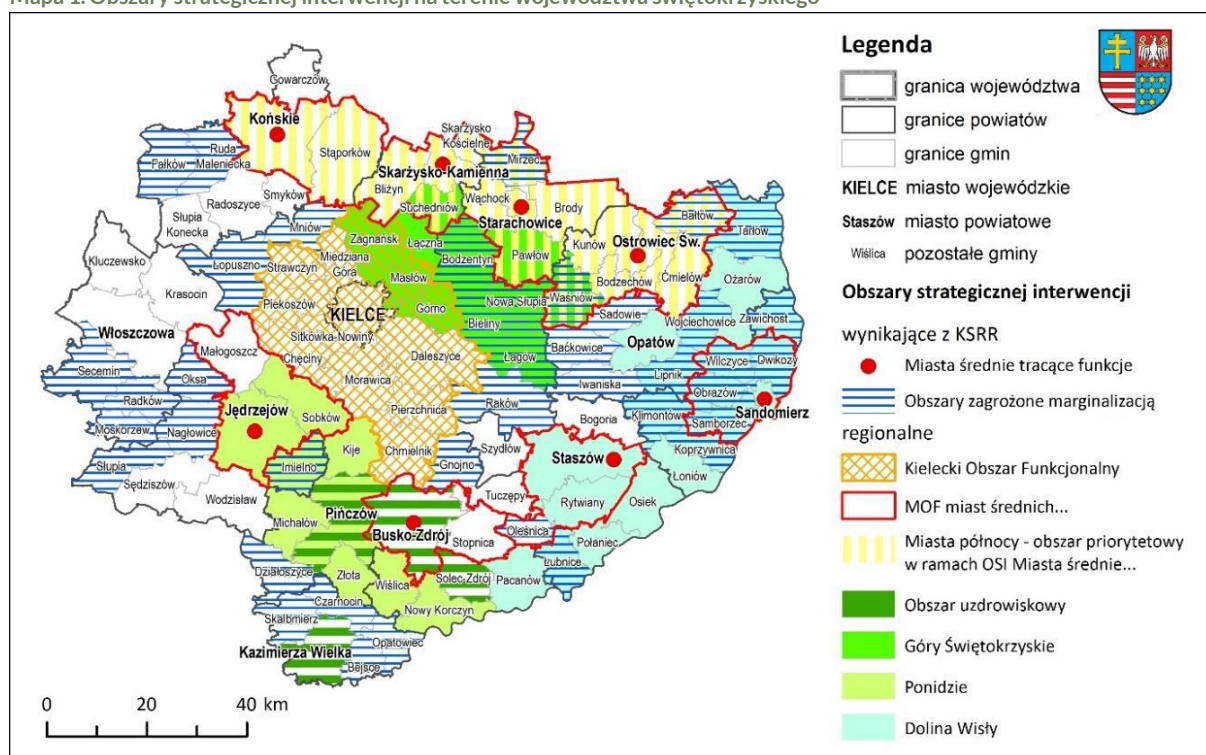 Mapa 1. Obszary strategicznej interwencji na terenie województwa świętokrzyskiego
Gowarczów
Końskie
Stąporków
Skarżysko
Kościelne
Ruda
Maleniecka
Fałków
Skarżysko-Kamienna
Mirzec
Bliżyn
Smyków
Radoszyce
Wąchock
Suchedniów
Brody
Starachowice
Słupia
Konecka
Mniów
Zagnańsk
Łączna
Bałtów
Tarłów
Kunów
Ostrowiec Św.
Miedziana
Góra
Bodzentyn
Pawłów
Kluczewsko
Łopuszno
Strawczyn
Masłów
Ćmielów
Ożarów
Bodzechów
Krasocin
Piekoszów
Nowa Słupia
Waśniów
KIELCE
Górno
Sadowie
Wojciechowice
Zawichost
Bieliny
Włoszczowa
Sitkówka-Nowiny
Opatów
Małogoszcz
Chęciny
Daleszyce
Łagów
Baćkowice
Wilczyce
Dwikozy
Secemin
Oksa
Morawica
Iwaniska
Lipnik
Radków
Obrazów
Pierzchnica
Raków
Jędrzejów
Sobków
Bogoria
Klimontów
Sandomierz
Moskorzew
Nagłowice
Samborzec
Kije
Chmielnik
Szydłów
Staszów
Koprzywnica
Słupia
Imielno
Gnojno
Sędziszów
Łoniów
Wodzisław
Tuczępy
Rytwiany
Osiek
Pińczów
Michałów
Busko-Zdrój
Oleśnica
Stopnica
Połaniec
Działoszyce
Złota
Wiślica
Solec-Zdrój
Łubnice
Pacanów
Czarnocin
Nowy Korczyn
Skalbmierz
Opatowiec
Kazimierza Wielka
Bejsce
0 20 40 km
Legenda
granica województwa
granice powiatów
granice gmin
KIELCE miasto wojewódzkie
Staszów miasto powiatowe
Wiślica pozostałe gminy
Obszary strategicznej interwencji
wynikające z KSRR
Miasta średnie tracące funkcje
Obszary zagrożone marginalizacją
regionalne
Kielecki Obszar Funkcjonalny
MOF miast średnich...
Miasta północy - obszar priorytetowy
w ramach OSI Miasta średnie...
Obszar uzdrowiskowy
Góry Świętokrzyskie
Ponidzie
Dolina Wisły